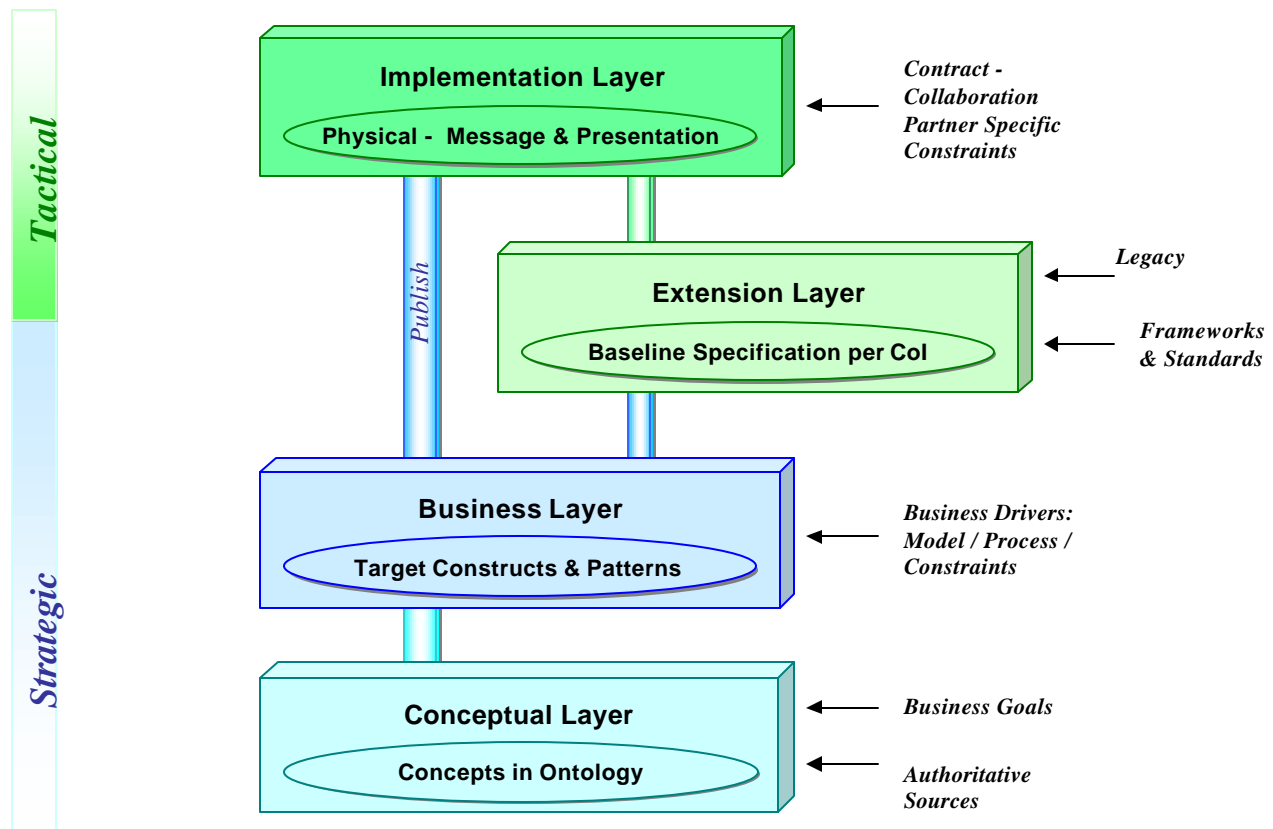 Tactical
Implementation Layer
Physical - Message & Presentation
Contract -
Collaboration
Partner Specific
Constraints
Publish
Extension Layer
Baseline Specification per CoI
Legacy
Frameworks
& Standards
Strategic
Business Layer
Target Constructs & Patterns
Business Drivers:
Model / Process /
Constraints
Conceptual Layer
Concepts in Ontology
Business Goals
Authoritative
Sources